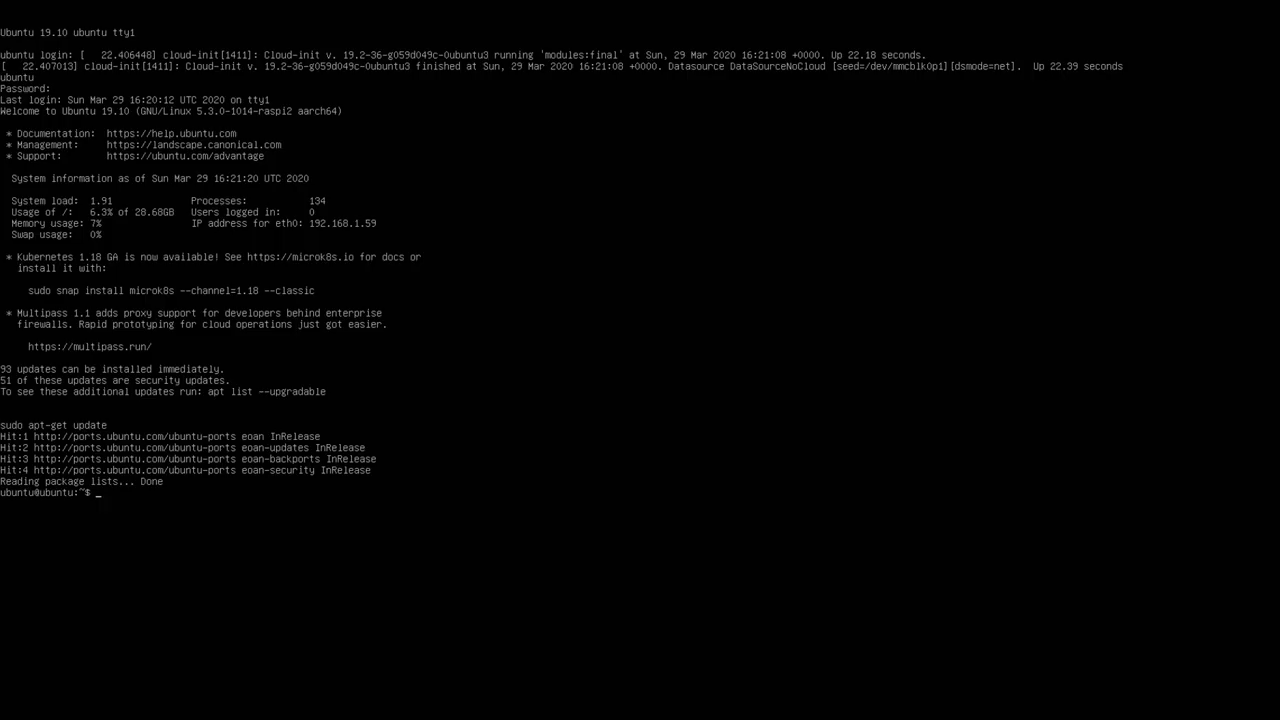 Ubuntu 19.10 ubuntu tty1
ubuntu login: [   22.406448] cloud-init[1411]: Cloud-init v. 19.2-36-g059d049c-0ubuntu3 running 'modules:final' at Sun, 29 Mar 2020 16:21:08 +0000. Up 22.18 seconds.
[   22.407013] cloud-init[1411]: Cloud-init v. 19.2-36-g059d049c-0ubuntu3 finished at Sun, 29 Mar 2020 16:21:08 +0000. Datasource DataSourceNoCloud [seed=/dev/mmcblk0p1][dsmode=net].  Up 22.39 seconds
ubuntu
Password:
Last login: Sun Mar 29 16:20:12 UTC 2020 on tty1
Welcome to Ubuntu 19.10 (GNU/Linux 5.3.0-1014-raspi2 aarch64)
* Documentation:  https://help.ubuntu.com
* Management:     https://landscape.canonical.com
* Support:        https://ubuntu.com/advantage
System information as of Sun Mar 29 16:21:20 UTC 2020
System load:  1.91              Processes:           134
Usage of /:   6.3% of 28.68GB   Users logged in:     0
Memory usage: 7%                IP address for eth0: 192.168.1.59
Swap usage:   0%
* Kubernetes 1.18 GA is now available! See https://microk8s.io for docs or
install it with:
sudo snap install microk8s --channel=1.18 --classic
* Multipass 1.1 adds proxy support for developers behind enterprise
firewalls. Rapid prototyping for cloud operations just got easier.
https://multipass.run/
93 updates can be installed immediately.
51 of these updates are security updates.
To see these additional updates run: apt list --upgradable
sudo apt-get update
Hit:1 http://ports.ubuntu.com/ubuntu-ports eoan InRelease
Hit:2 http://ports.ubuntu.com/ubuntu-ports eoan-updates InRelease
Hit:3 http://ports.ubuntu.com/ubuntu-ports eoan-backports InRelease
Hit:4 http://ports.ubuntu.com/ubuntu-ports eoan-security InRelease
Reading package lists... Done
ubuntu@ubuntu:~$ _